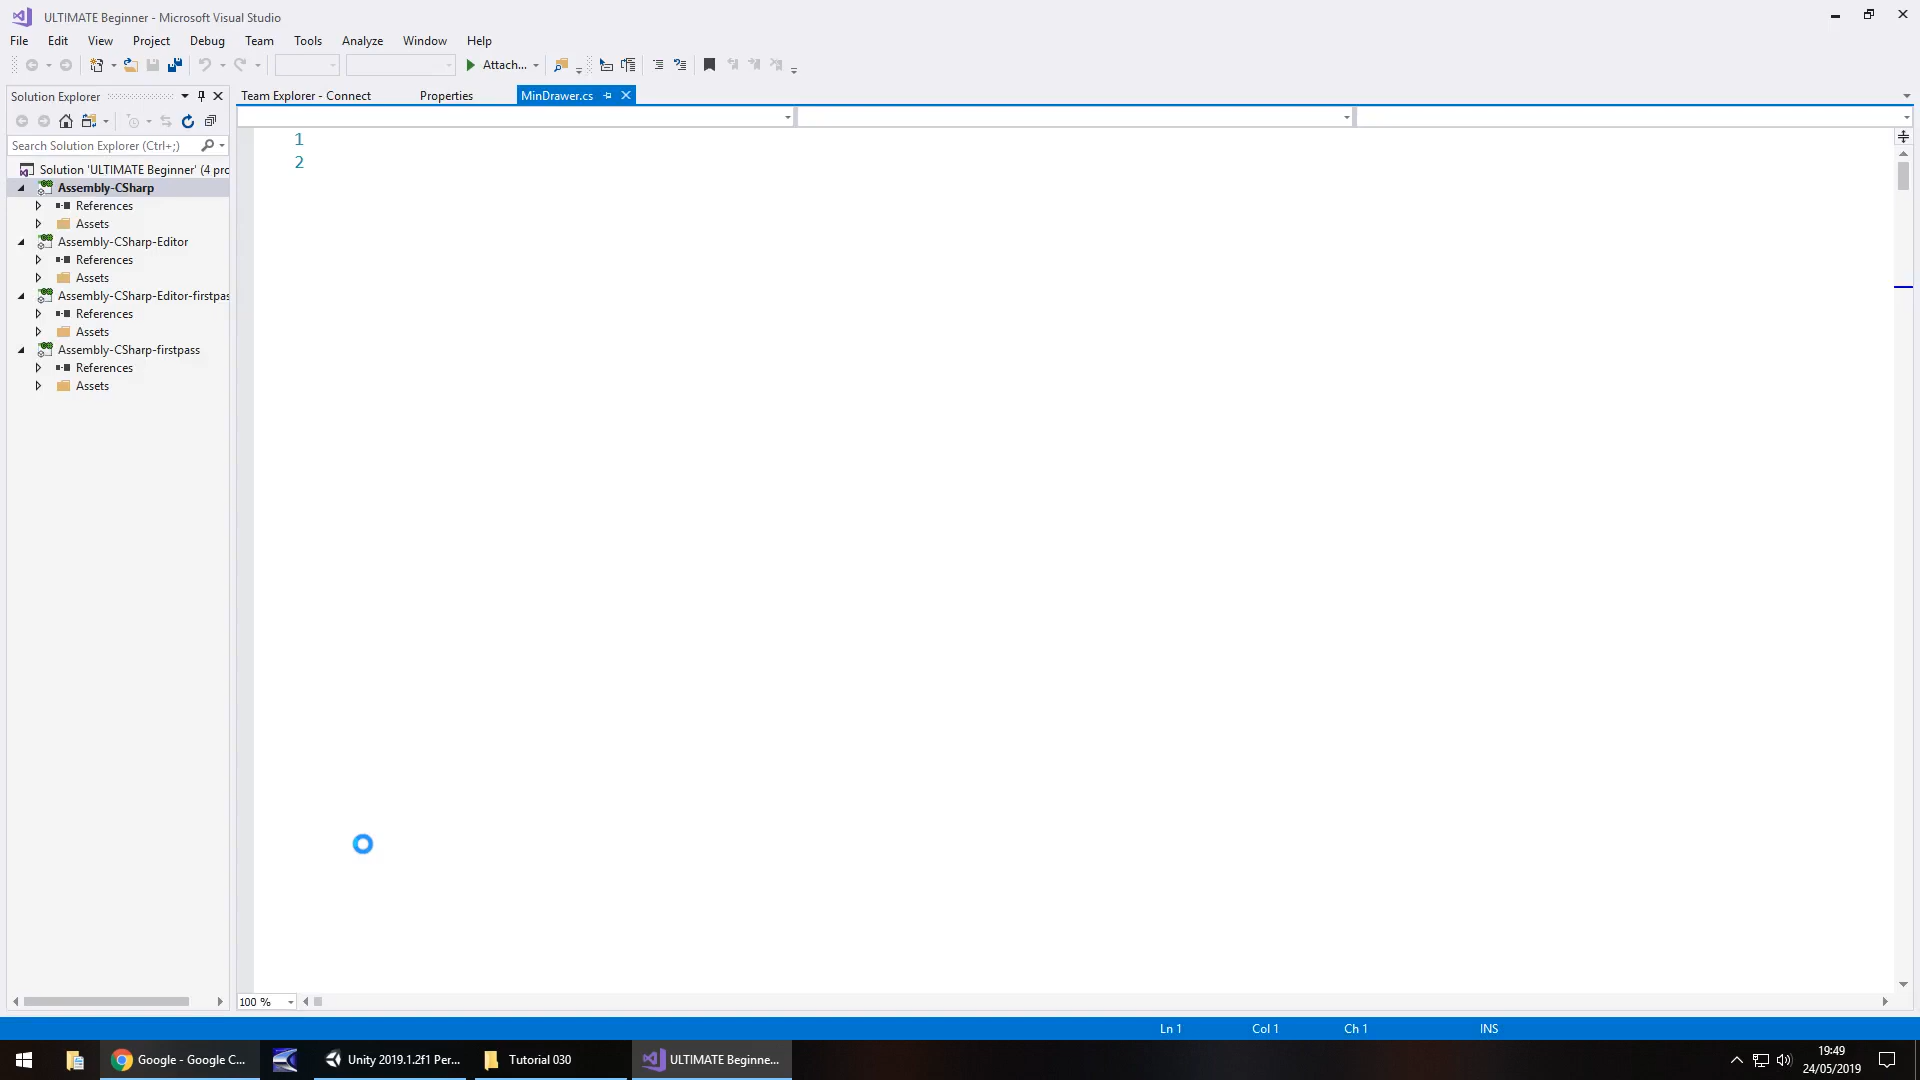 ULTIMATE Beginner - Microsoft Visual Studio
File Edit View Project Debug Team Tools Analyze Window Help
Attach...
Solution Explorer
Team Explorer - Connect Properties MinDrawer.cs
Search Solution Explorer (Ctrl+;)
1
2
Solution 'ULTIMATE Beginner' (4 pro
Assembly-CSharp
References
Assets
Assembly-CSharp-Editor
References
Assets
Assembly-CSharp-Editor-firstpas
References
Assets
Assembly-CSharp-firstpass
References
Assets
100 %
Ln 1 Col 1 Ch 1 INS
Google - Google C... Unity 2019.1.2f1 Per... Tutorial 030 ULTIMATE Beginne...
19:49
24/05/2019